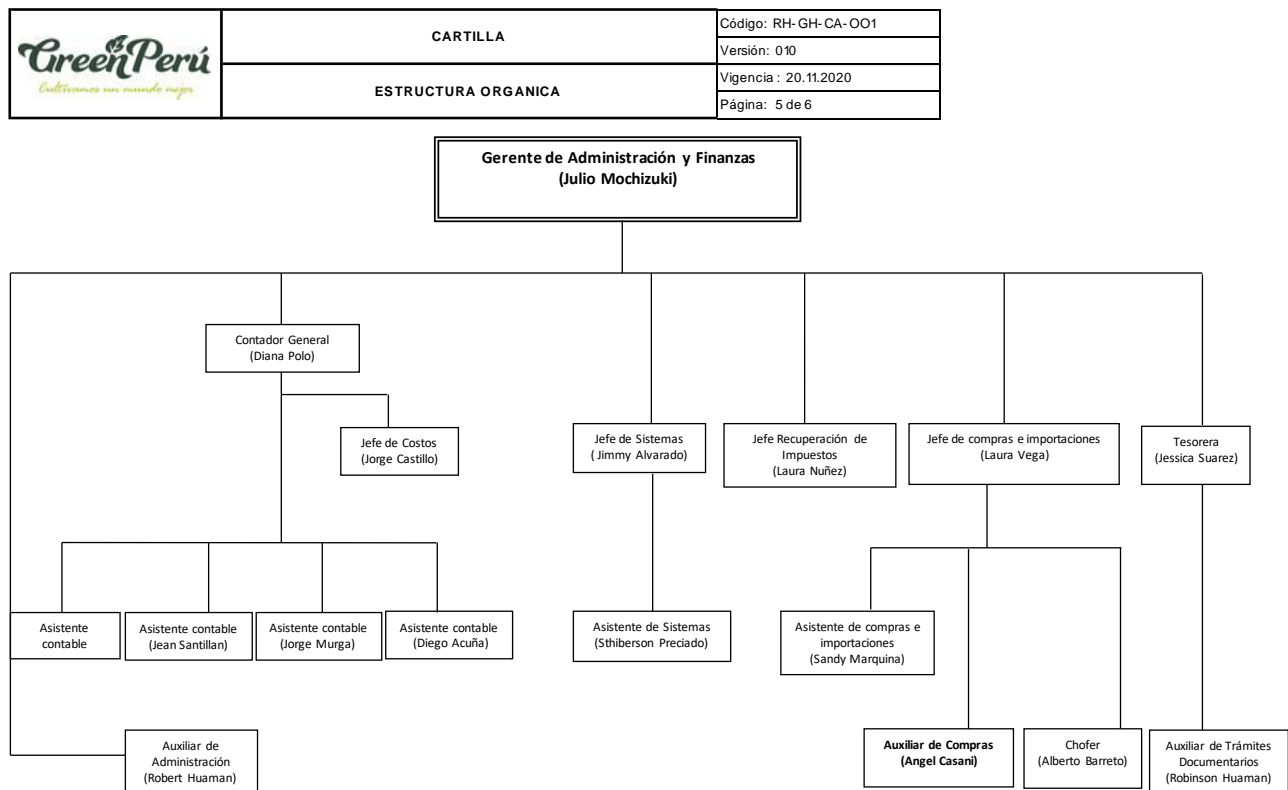 GreenPerú
Cultivamos un mundo mejor
CARTILLA
ESTRUCTURA ORGANICA
Código: RH-GH-CA-OO1
Versión: 010
Vigencia : 20.11.2020
Página: 5 de 6
Gerente de Administración y Finanzas
(Julio Mochizuki)
Contador General
(Diana Polo)
Jefe de Costos
(Jorge Castillo)
Jefe de Sistemas
( Jimmy Alvarado)
Jefe Recuperación de
Impuestos
(Laura Nuñez)
Jefe de compras e importaciones
(Laura Vega)
Tesorera
(Jessica Suarez)
Asistente
contable
Asistente contable
(Jean Santillan)
Asistente contable
(Jorge Murga)
Asistente contable
(Diego Acuña)
Asistente de Sistemas
(Sthiberson Preciado)
Asistente de compras e
importaciones
(Sandy Marquina)
Auxiliar de
Administración
(Robert Huaman)
Auxiliar de Compras
(Angel Casani)
Chofer
(Alberto Barreto)
Auxiliar de Trámites
Documentarios
(Robinson Huaman)